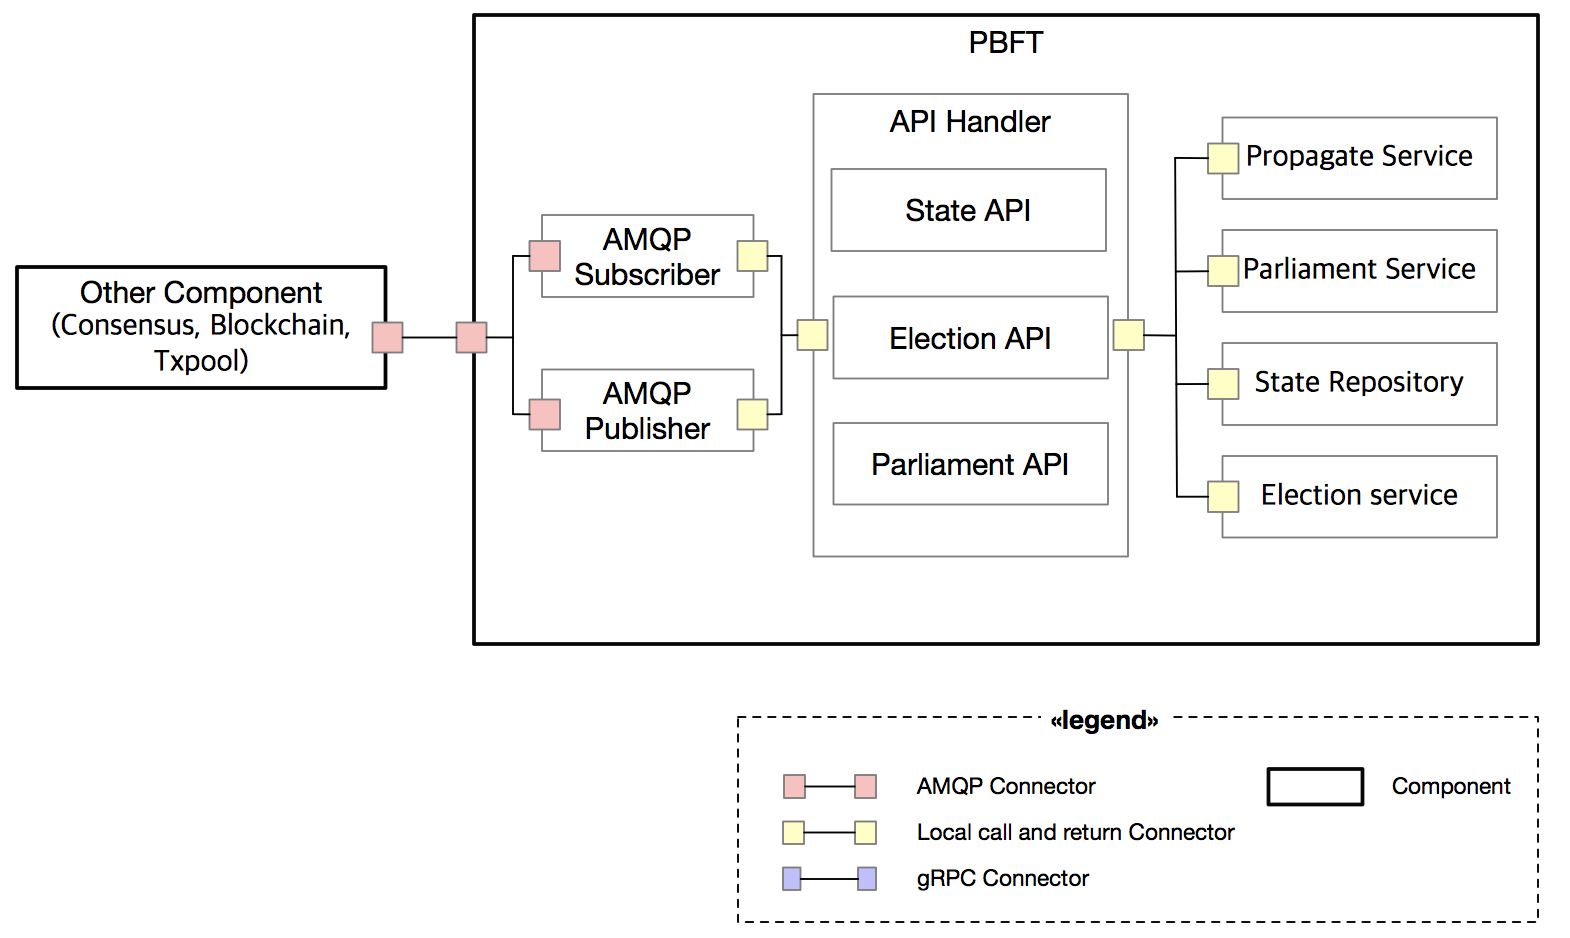 PBFT
API Handler
State API
Election API
Parliament API
AMQP
Subscriber
AMQP
Publisher
Other Component
(Consensus, Blockchain,
Txpool)
Propagate Service
Parliament Service
State Repository
Election service
«legend»
AMQP Connector
Local call and return Connector
gRPC Connector
Component